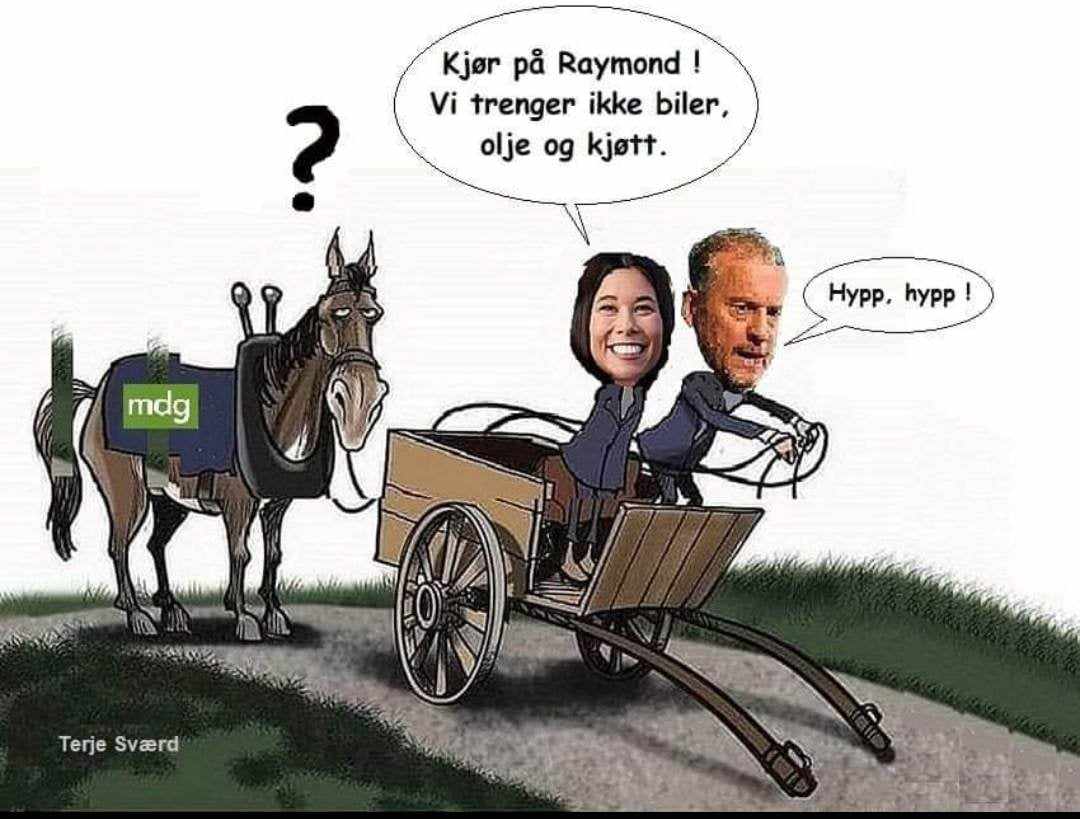 Kjør på Raymond !
Vi trenger ikke biler,
olje og kjøtt.
?
Hypp, hypp !
mdg
Terje Sværd